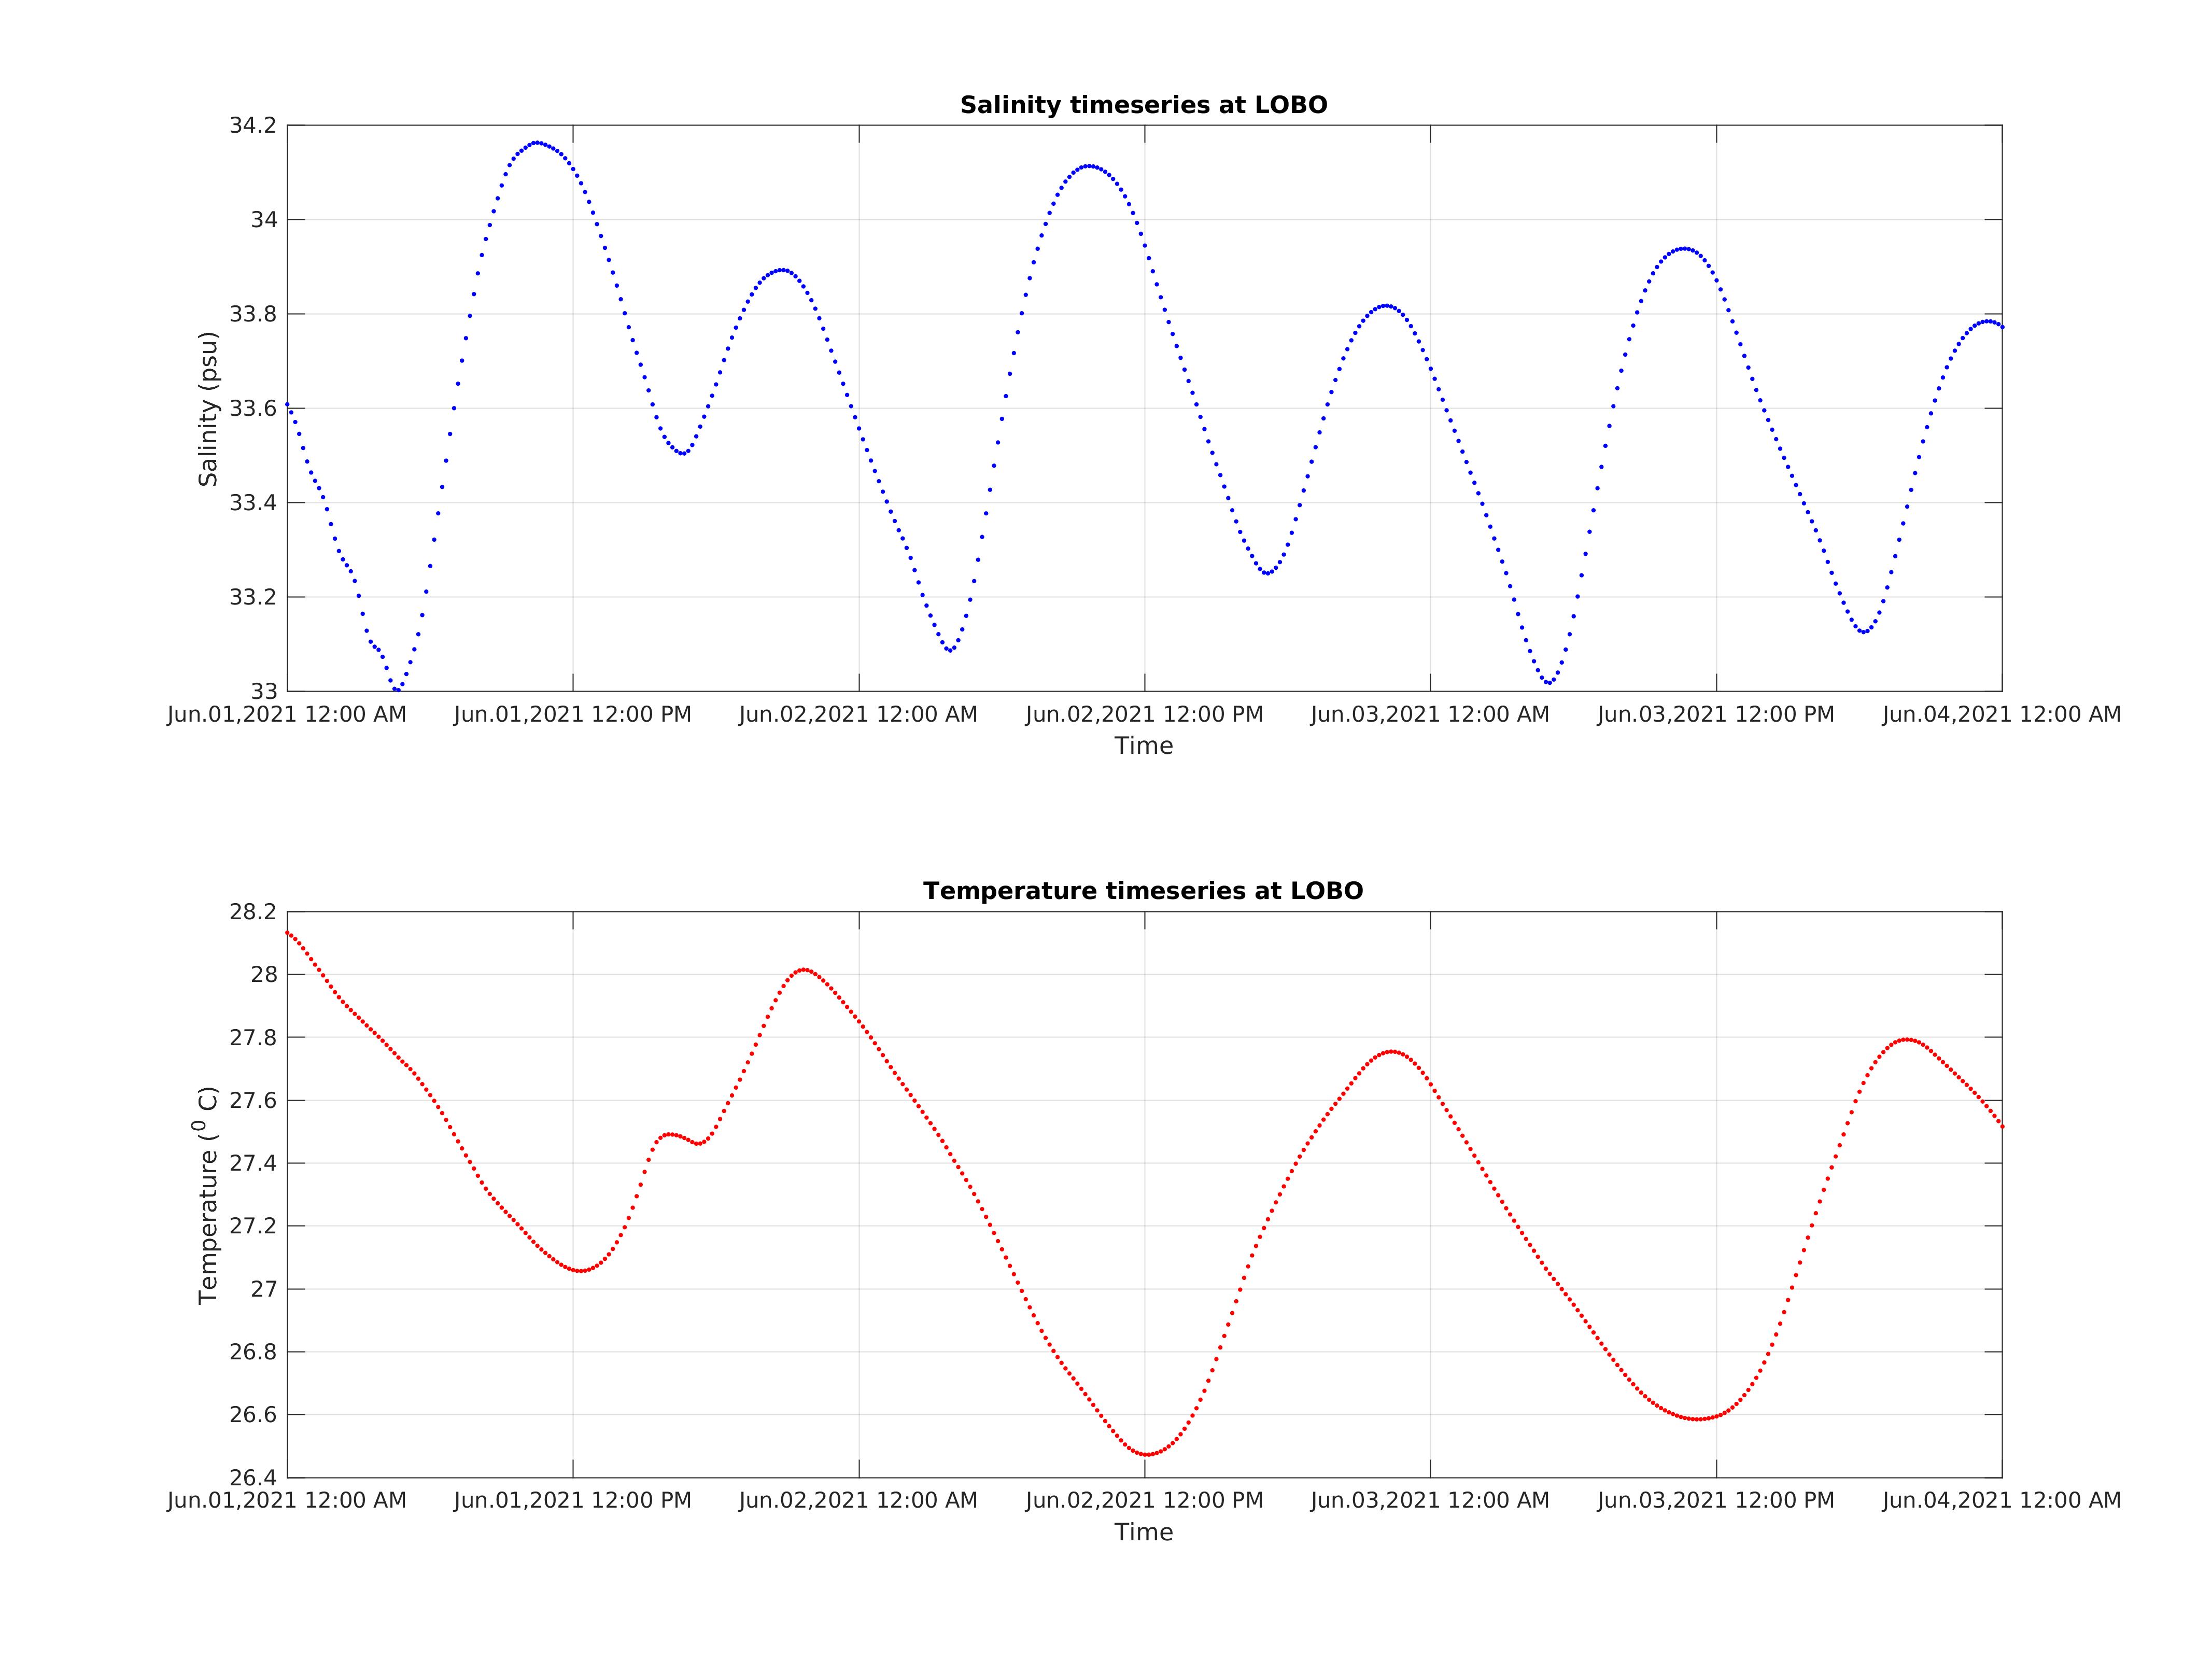 Salinity timeseries at LOBO
34.2
34
33.8
33.6
33.4
33.2
33
Salinity (psu)
Jun.01,2021 12:00 AM Jun.01,2021 12:00 PM Jun.02,2021 12:00 AM Jun.02,2021 12:00 PM Jun.03,2021 12:00 AM Jun.03,2021 12:00 PM Jun.04,2021 12:00 AM
Time
Temperature timeseries at LOBO
28.2
28
27.8
27.6
27.4
27.2
27
26.8
26.6
26.4
Temperature (⁰ C)
Jun.01,2021 12:00 AM Jun.01,2021 12:00 PM Jun.02,2021 12:00 AM Jun.02,2021 12:00 PM Jun.03,2021 12:00 AM Jun.03,2021 12:00 PM Jun.04,2021 12:00 AM
Time